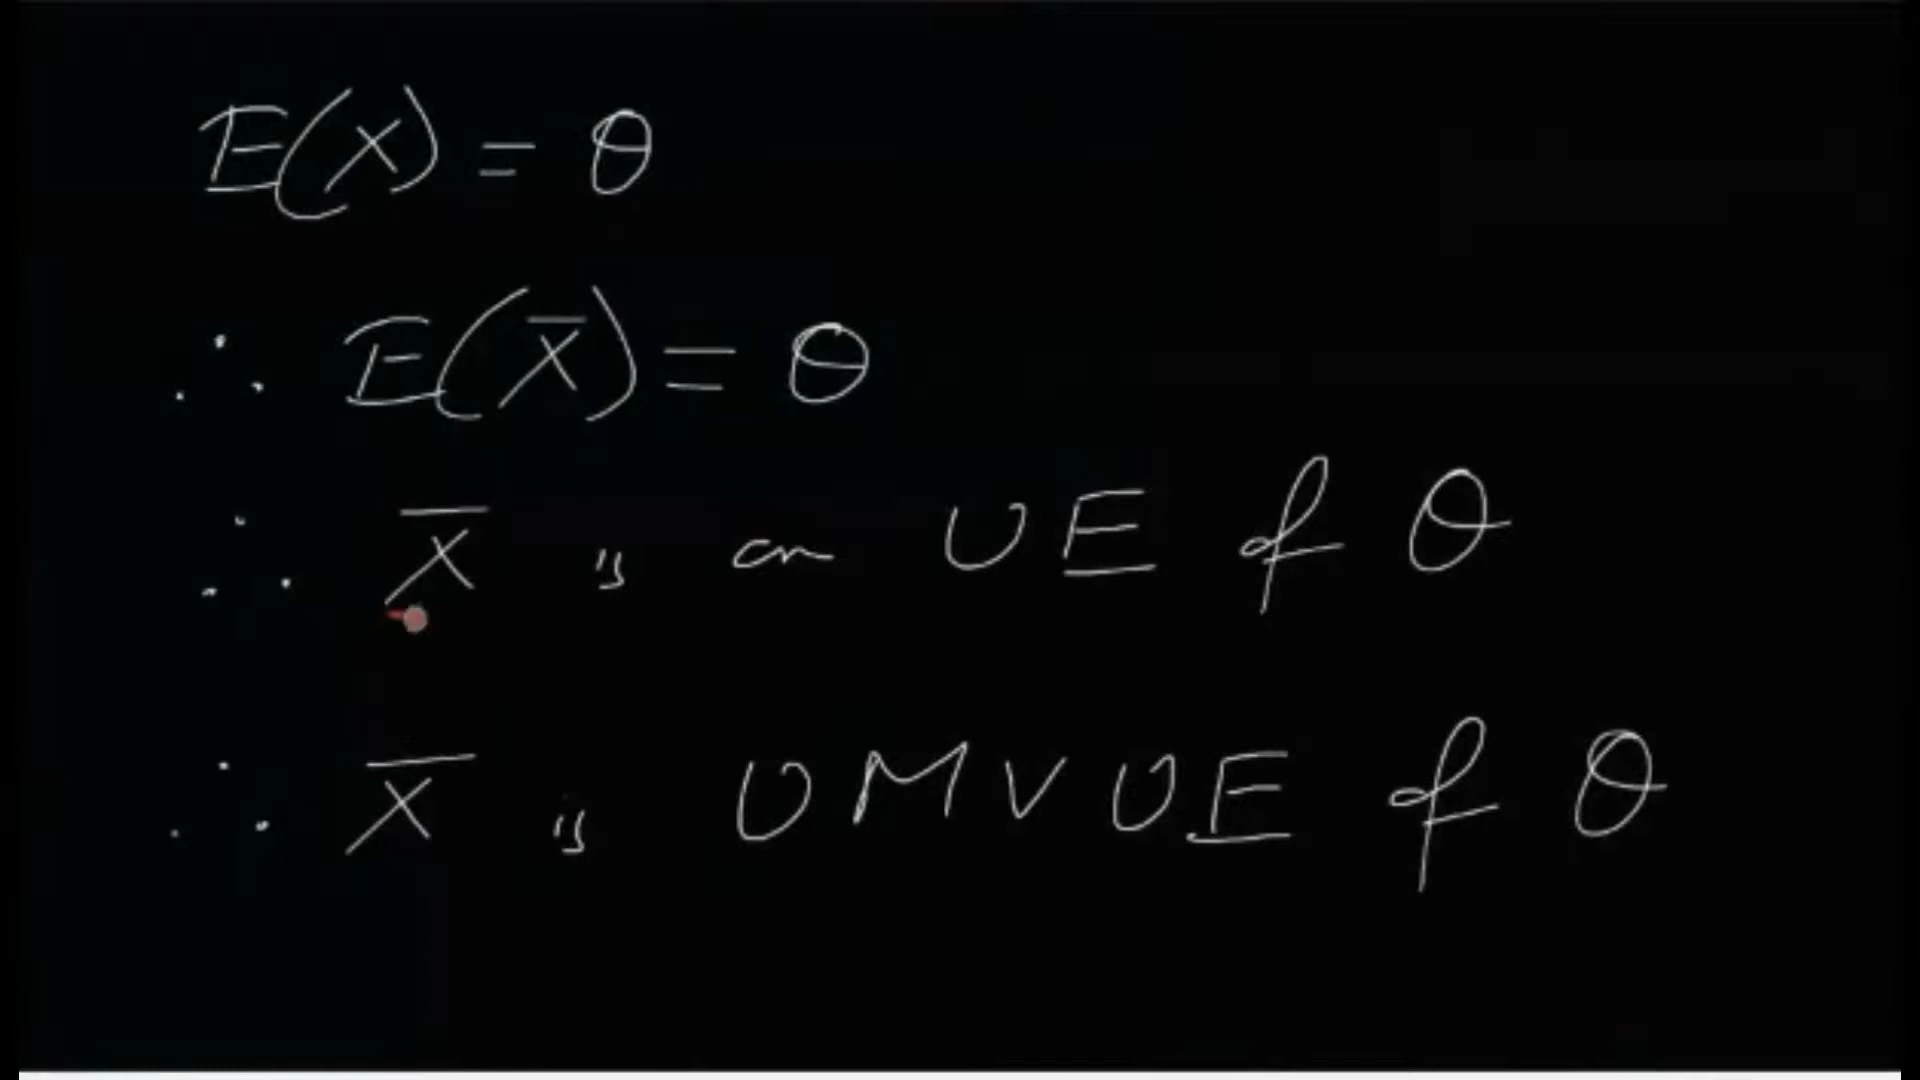 E(X) = θ
∴ E(X̅) = θ
∴ X̅ is an UE of θ
∴ X̅ is UMVUE of θ